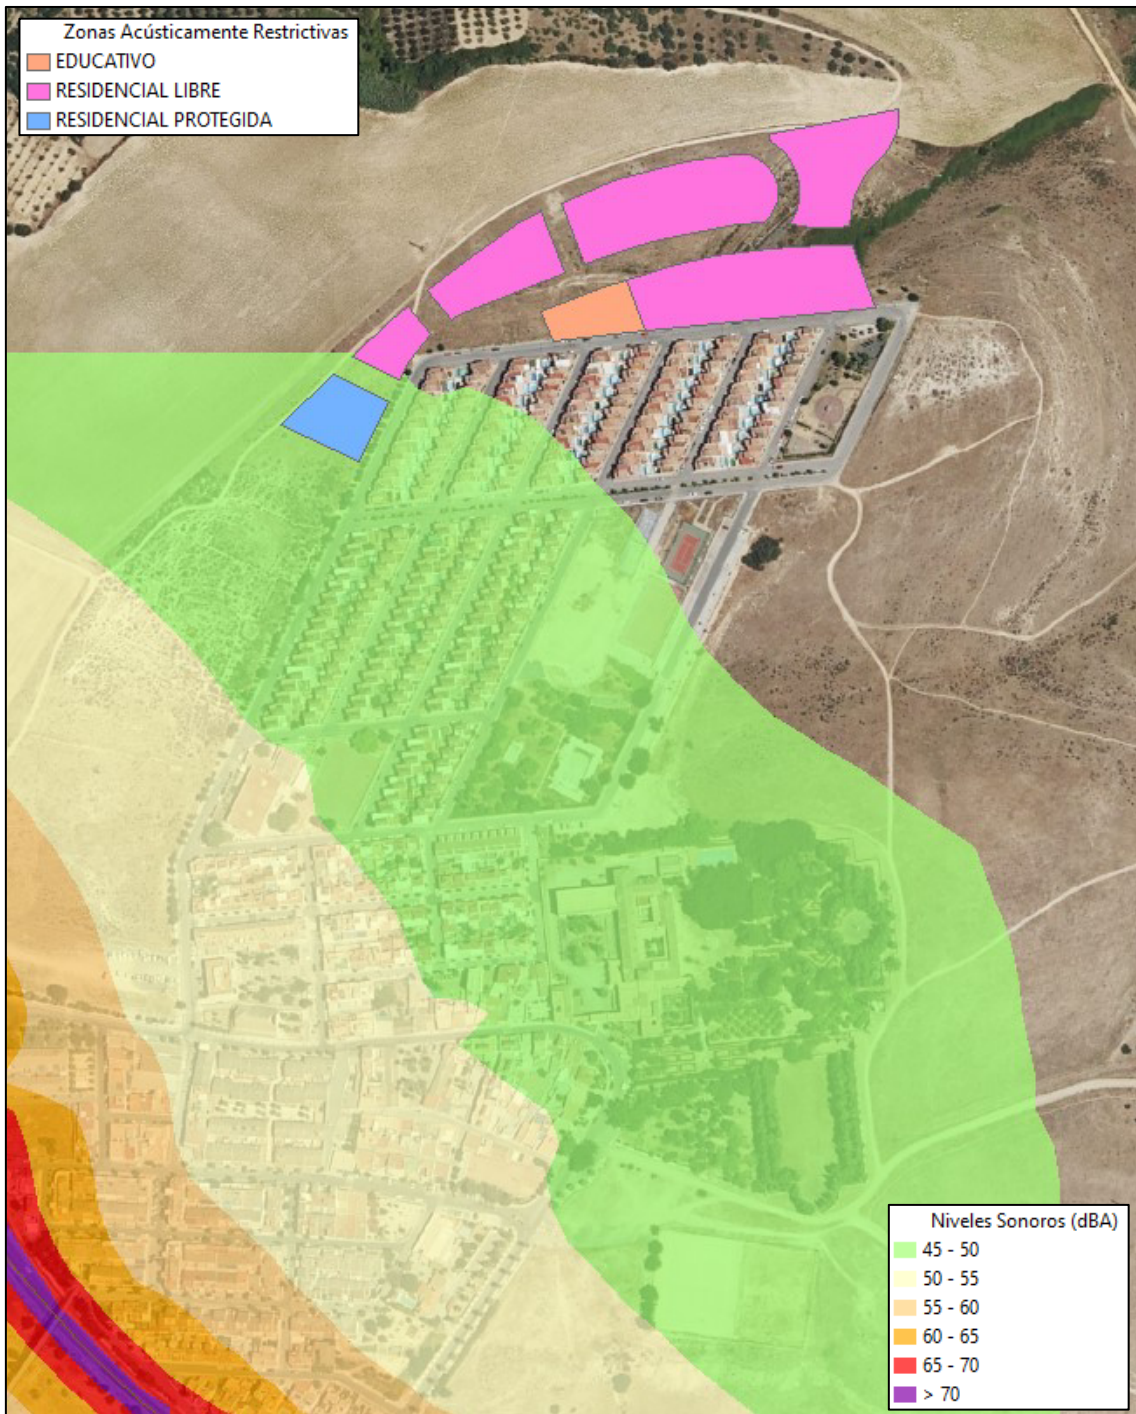 Zonas Acústicamente Restrictivas
EDUCATIVO
RESIDENCIAL LIBRE
RESIDENCIAL PROTEGIDA
Niveles Sonoros (dBA)
45 - 50
50 - 55
55 - 60
60 - 65
65 - 70
> 70